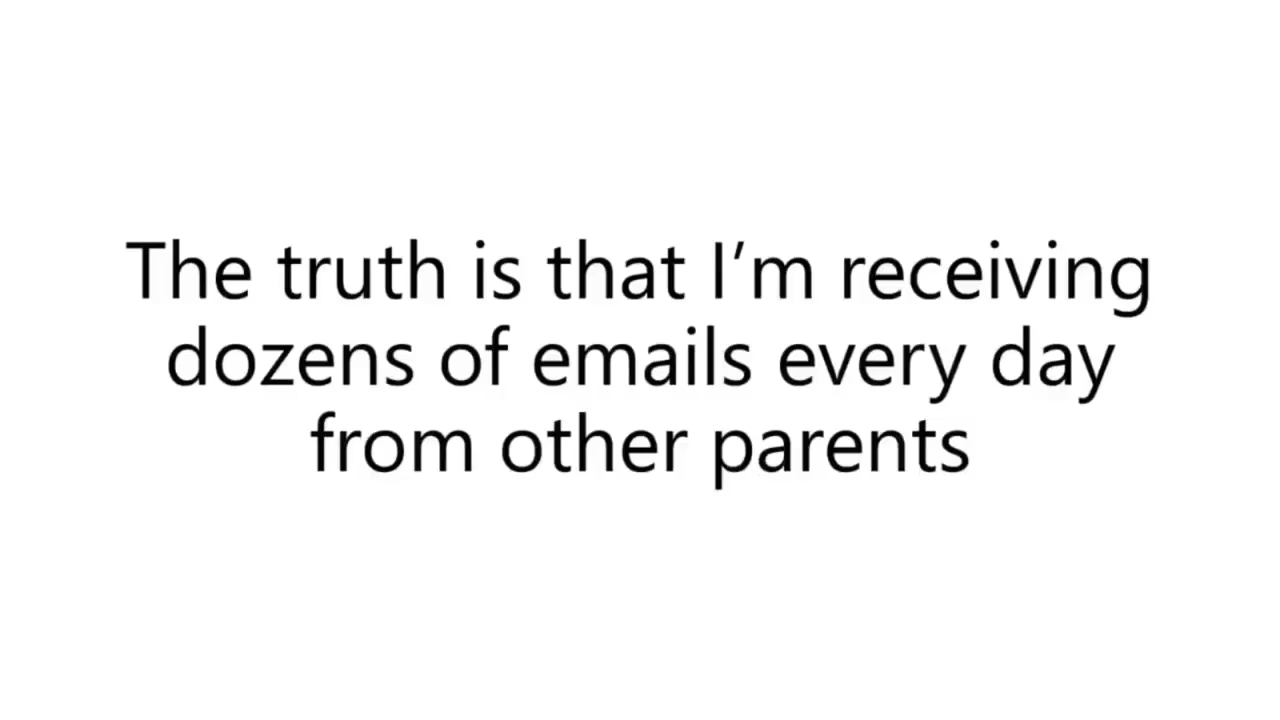 The truth is that I’m receiving
dozens of emails every day
from other parents